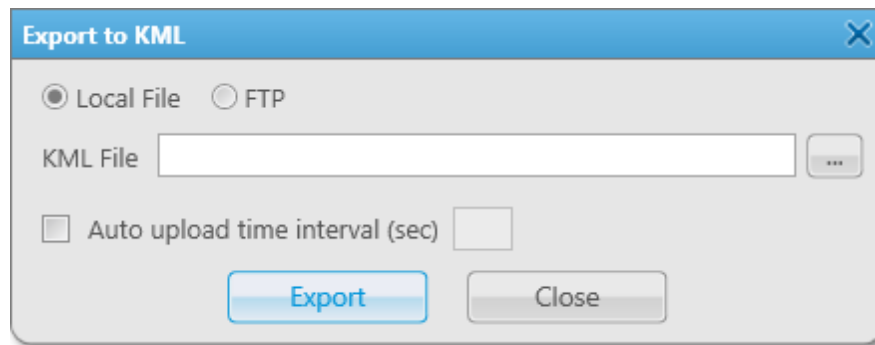 Export to KML
Local File FTP
KML File ...
Auto upload time interval (sec)
Export Close